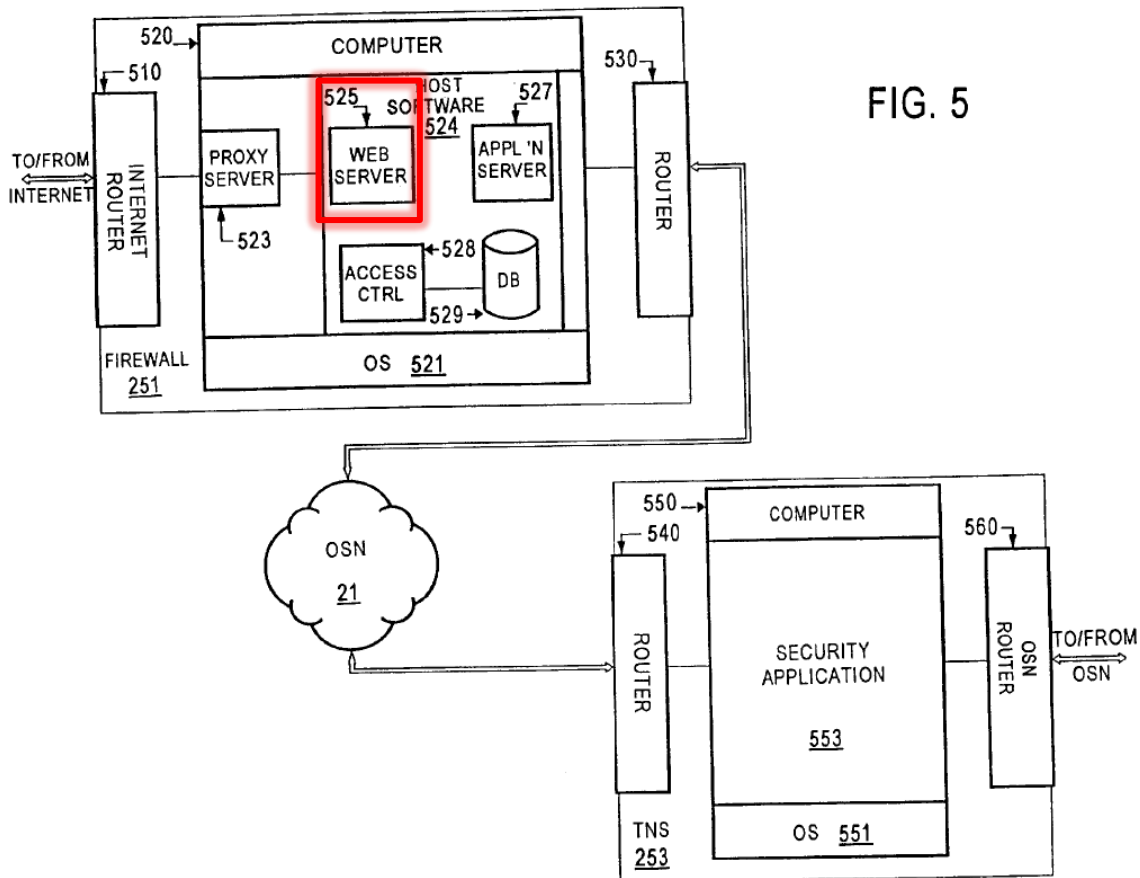 520
COMPUTER
510
530
FIG. 5
HOST
SOFTWARE
524
525
527
TO/FROM
INTERNET
INTERNET
ROUTER
PROXY
SERVER
523
WEB
SERVER
APPL 'N
SERVER
ROUTER
528
ACCESS
CTRL
DB
529
FIREWALL
251
OS 521
OSN
21
550
COMPUTER
540
560
ROUTER
SECURITY
APPLICATION
553
OSN
ROUTER
TO/FROM
OSN
TNS
253
OS 551